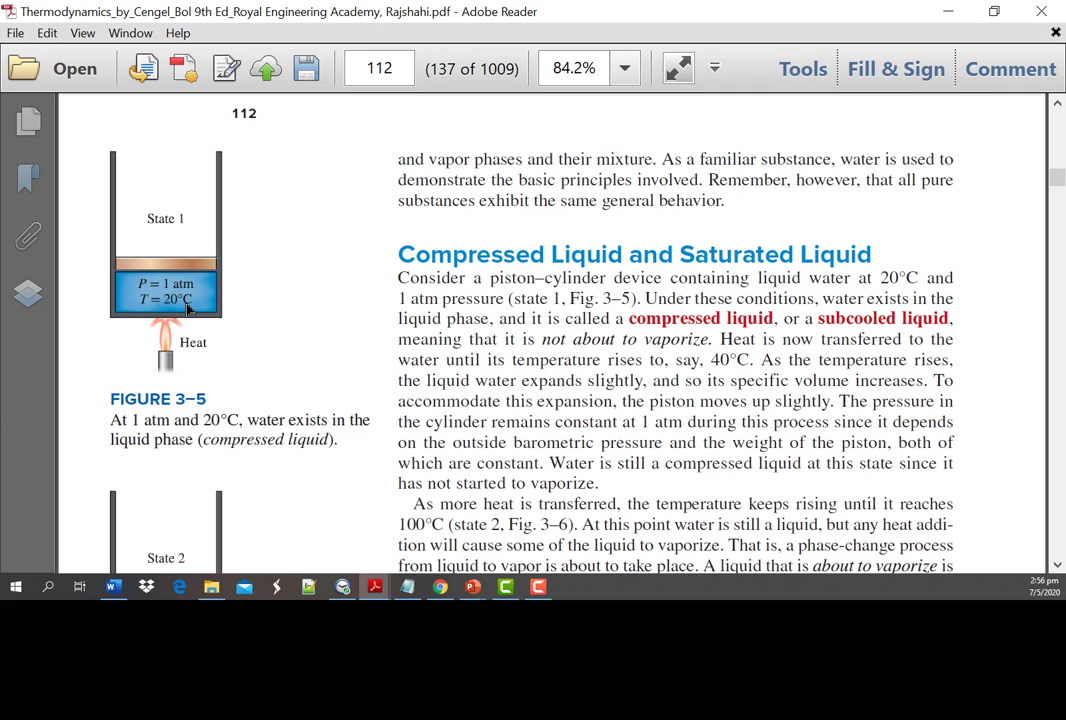 Thermodynamics_by_Cengel_Bol 9th Ed_Royal Engineering Academy, Rajshahi.pdf - Adobe Reader
File Edit View Window Help
Open 112 (137 of 1009) 84.2% Tools Fill & Sign Comment
112
State 1
P = 1 atm
T = 20°C
Heat
FIGURE 3–5
At 1 atm and 20°C, water exists in the
liquid phase (compressed liquid).
State 2
and vapor phases and their mixture. As a familiar substance, water is used to
demonstrate the basic principles involved. Remember, however, that all pure
substances exhibit the same general behavior.
Compressed Liquid and Saturated Liquid
Consider a piston–cylinder device containing liquid water at 20°C and
1 atm pressure (state 1, Fig. 3–5). Under these conditions, water exists in the
liquid phase, and it is called a compressed liquid, or a subcooled liquid,
meaning that it is not about to vaporize. Heat is now transferred to the
water until its temperature rises to, say, 40°C. As the temperature rises,
the liquid water expands slightly, and so its specific volume increases. To
accommodate this expansion, the piston moves up slightly. The pressure in
the cylinder remains constant at 1 atm during this process since it depends
on the outside barometric pressure and the weight of the piston, both of
which are constant. Water is still a compressed liquid at this state since it
has not started to vaporize.
As more heat is transferred, the temperature keeps rising until it reaches
100°C (state 2, Fig. 3–6). At this point water is still a liquid, but any heat addi-
tion will cause some of the liquid to vaporize. That is, a phase-change process
from liquid to vapor is about to take place. A liquid that is about to vaporize is
2:56 pm
7/5/2020